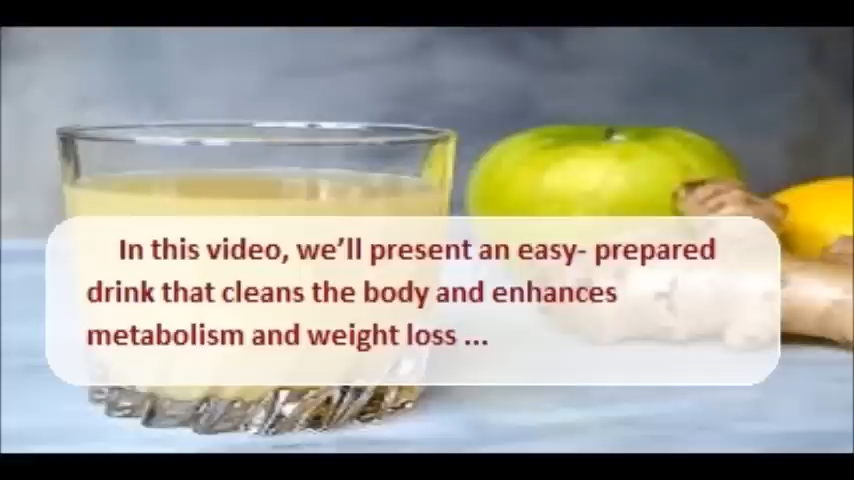 In this video, we'll present an easy- prepared
drink that cleans the body and enhances
metabolism and weight loss ...